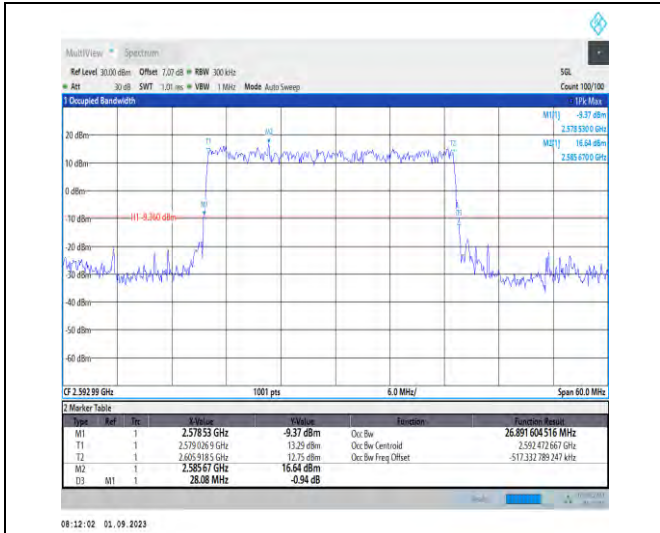 MultiView Spectrum
Ref Level 30.00 dBm Offset 7.07 dB RBW 300 kHz SGL
Att 30 dB SWT 1.01 ms VBW 1 MHz Mode Auto Sweep Count 100/100
1 Occupied Bandwidth 1Pk Max
M1[1] -9.37 dBm
2.578 5300 GHz
M2[1] 16.64 dBm
2.585 6700 GHz
20 dBm
T1 M2 T2
10 dBm
0 dBm
-10 dBm H1 -9.360 dBm
-20 dBm
-30 dBm
-40 dBm
-50 dBm
-60 dBm
CF 2.592 99 GHz 1001 pts 6.0 MHz/ Span 60.0 MHz
2 Marker Table
Type Ref Trc X-Value Y-Value Function Function Result
M1 1 2.578 53 GHz -9.37 dBm Occ Bw 26.891 604 516 MHz
T1 1 2.579 026 9 GHz 13.29 dBm Occ Bw Centroid 2.592 472 667 GHz
T2 1 2.605 918 5 GHz 12.75 dBm Occ Bw Freq Offset -517.332 789 247 kHz
M2 1 2.585 67 GHz 16.64 dBm
D3 M1 1 28.08 MHz -0.94 dB
08:12:02 01.09.2023